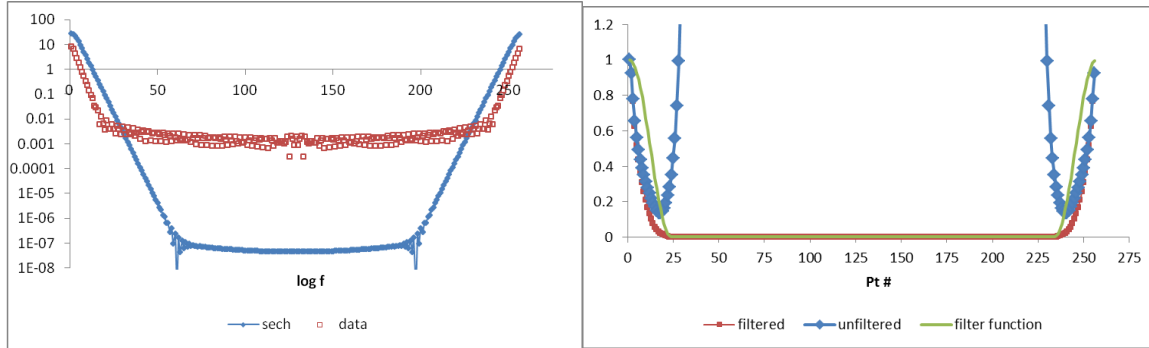 100
10
1
0.1
0.01
0.001
0.0001
1E-05
1E-06
1E-07
1E-08
0 50 100 150 200 250
log f
sech data
1.2
1
0.8
0.6
0.4
0.2
0
0 25 50 75 100 125 150 175 200 225 250 275
Pt #
filtered unfiltered filter function